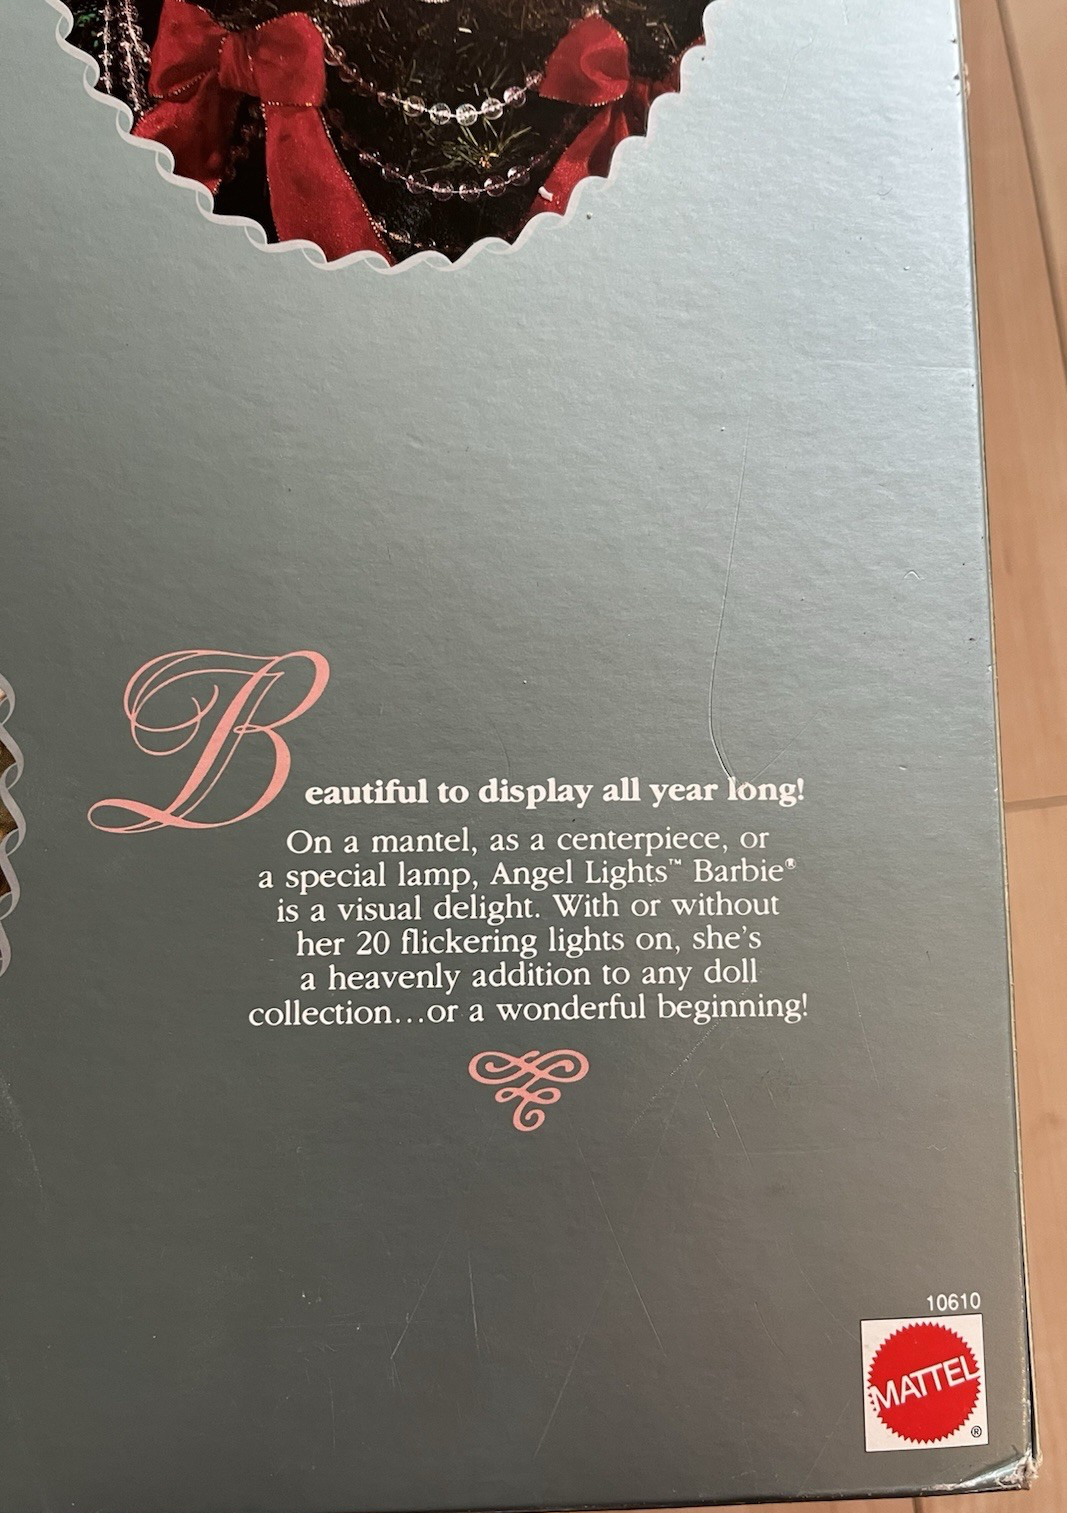 Beautiful to display all year long!
On a mantel, as a centerpiece, or
a special lamp, Angel Lights™ Barbie®
is a visual delight. With or without
her 20 flickering lights on, she's
a heavenly addition to any doll
collection...or a wonderful beginning!
10610
MATTEL
®